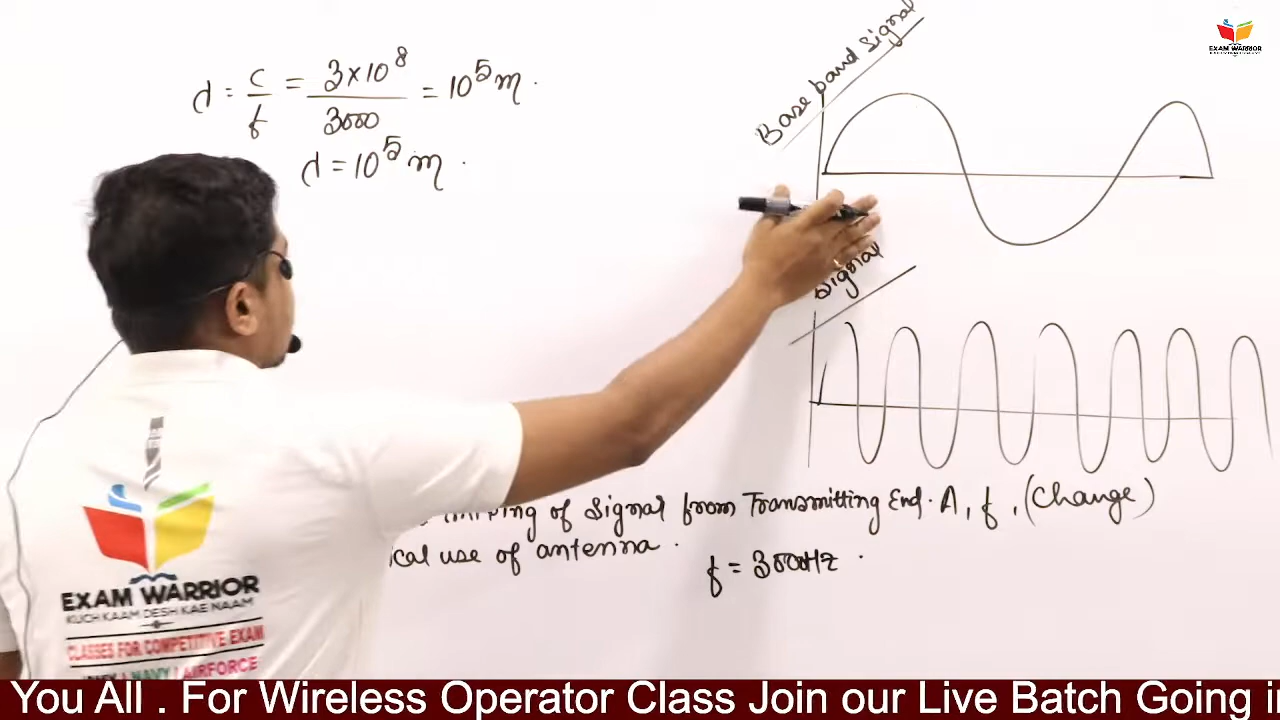 d = c/f = 3×10⁸/3000 = 10⁵ m.
d = 10⁵ m.
Base band Signal
Signal
of Signal from Transmitting End. A, f, (Change)
ical use of antenna.
f = 3000Hz.
EXAM WARRIOR
EXAM WARRIOR
KUCH KAAM DESH KAE NAAM
CLASSES FOR COMPETITIVE EXAM
NAVY | AIRFORCE
You All . For Wireless Operator Class Join our Live Batch Going i